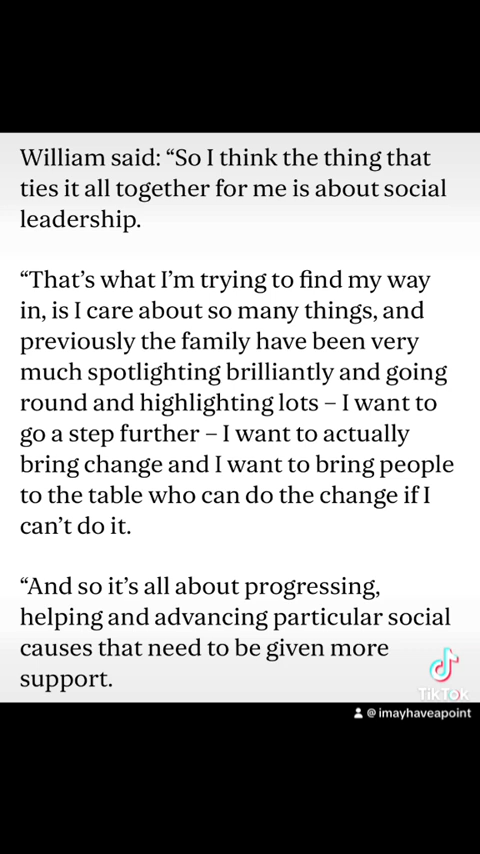 William said: “So I think the thing that
ties it all together for me is about social
leadership.
“That’s what I’m trying to find my way
in, is I care about so many things, and
previously the family have been very
much spotlighting brilliantly and going
round and highlighting lots – I want to
go a step further – I want to actually
bring change and I want to bring people
to the table who can do the change if I
can’t do it.
“And so it’s all about progressing,
helping and advancing particular social
causes that need to be given more
support.
TikTok
@imayhaveapoint